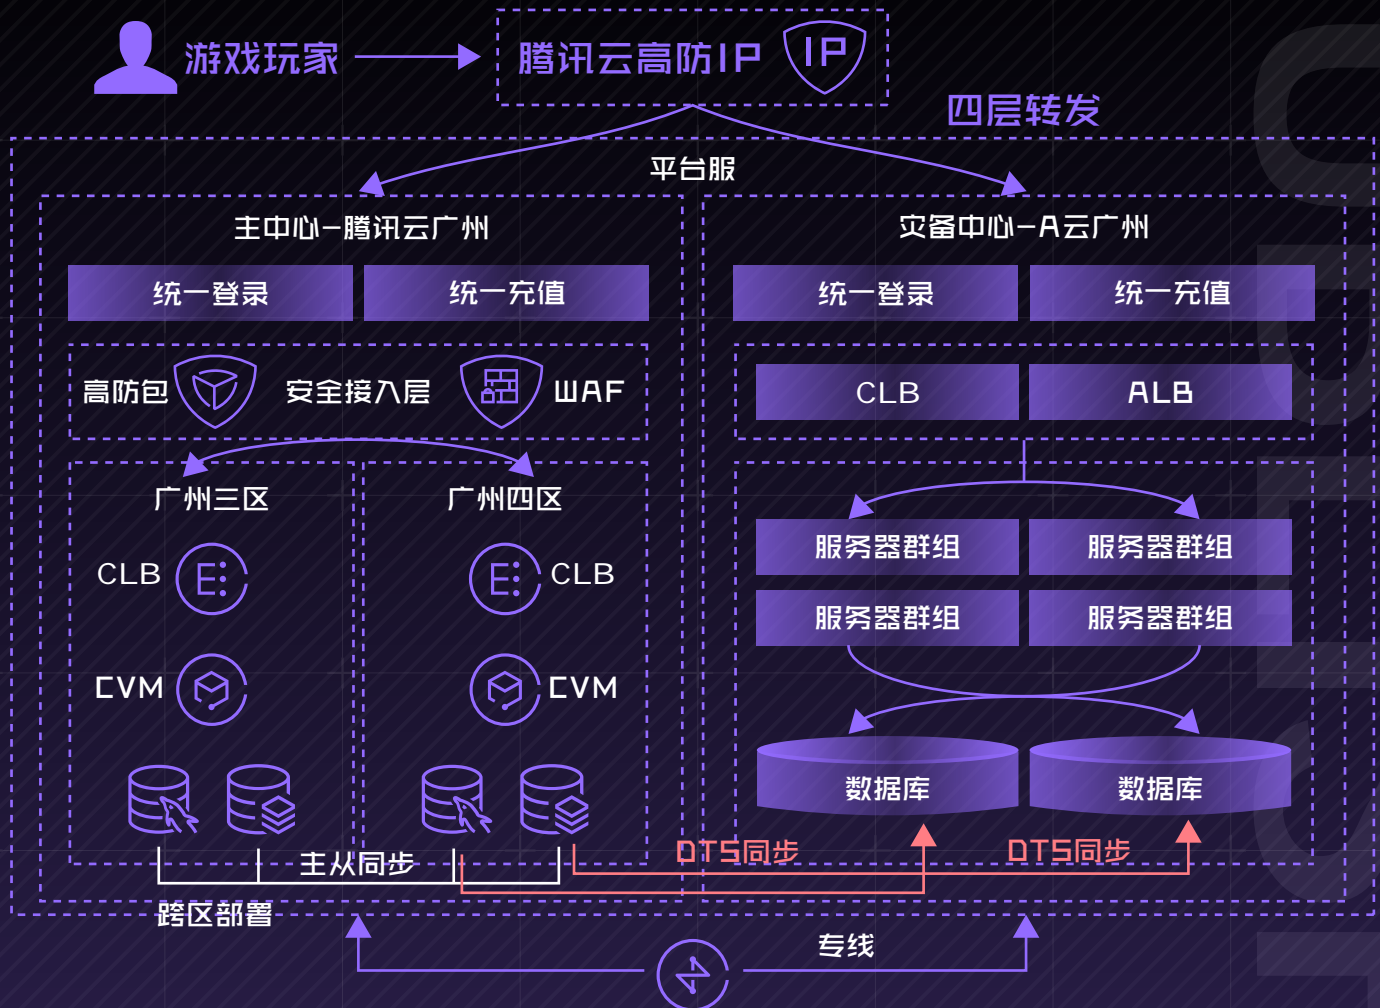 游戏玩家
腾讯云高防IP
IP
四层转发
平台服
主中心-腾讯云广州
统一登录
统一充值
高防包
安全接入层
WAF
广州三区
广州四区
CLB
CLB
CVM
CVM
主从同步
跨区部署
灾备中心-A云广州
统一登录
统一充值
CLB
ALB
服务器群组
服务器群组
服务器群组
服务器群组
数据库
数据库
DTS同步
DTS同步
专线